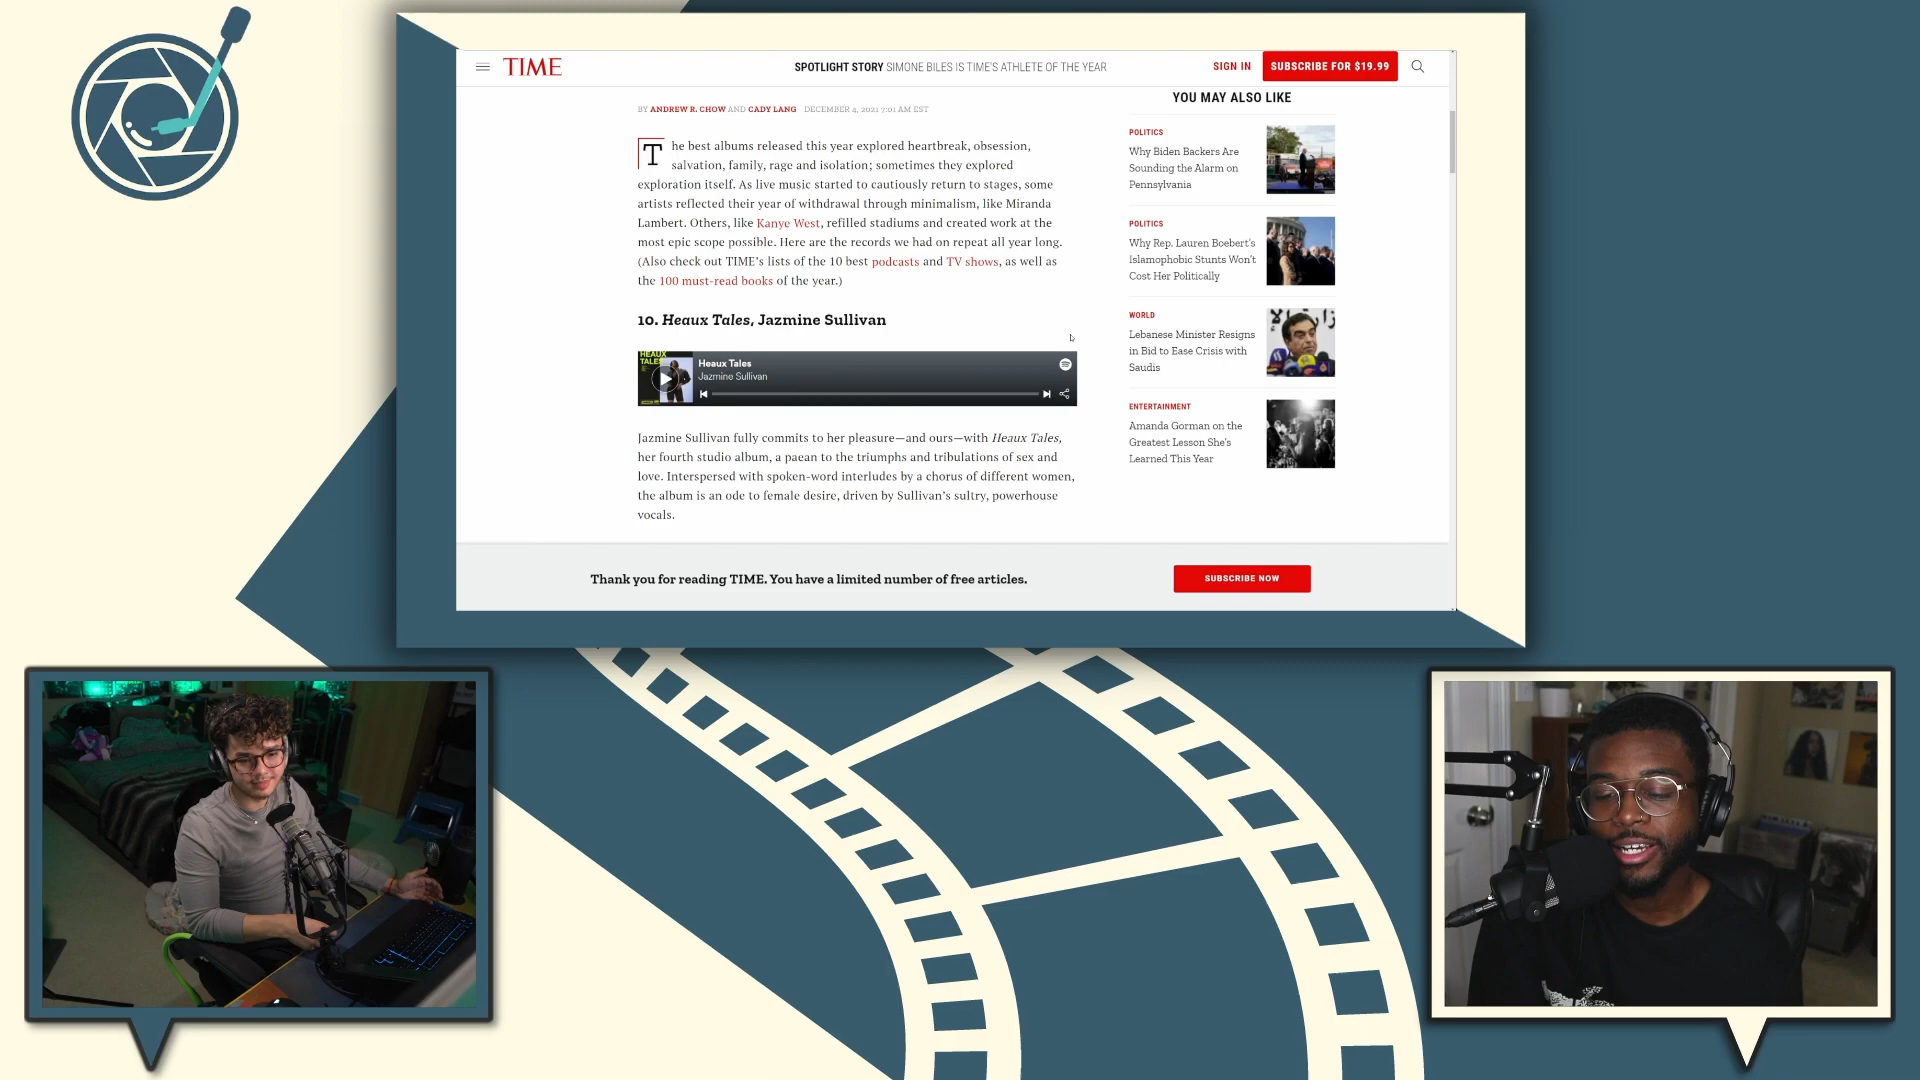 TIME
SPOTLIGHT STORY SIMONE BILES IS TIME'S ATHLETE OF THE YEAR
SIGN IN
SUBSCRIBE FOR $19.99
BY ANDREW R. CHOW AND CADY LANG DECEMBER 4, 2021 7:01 AM EST
The best albums released this year explored heartbreak, obsession,
salvation, family, rage and isolation; sometimes they explored
exploration itself. As live music started to cautiously return to stages, some
artists reflected their year of withdrawal through minimalism, like Miranda
Lambert. Others, like Kanye West, refilled stadiums and created work at the
most epic scope possible. Here are the records we had on repeat all year long.
(Also check out TIME's lists of the 10 best podcasts and TV shows, as well as
the 100 must-read books of the year.)
10. Heaux Tales, Jazmine Sullivan
HEAUX
TALES
Heaux Tales
Jazmine Sullivan
Jazmine Sullivan fully commits to her pleasure—and ours—with Heaux Tales,
her fourth studio album, a paean to the triumphs and tribulations of sex and
love. Interspersed with spoken-word interludes by a chorus of different women,
the album is an ode to female desire, driven by Sullivan's sultry, powerhouse
vocals.
YOU MAY ALSO LIKE
POLITICS
Why Biden Backers Are
Sounding the Alarm on
Pennsylvania
POLITICS
Why Rep. Lauren Boebert's
Islamophobic Stunts Won't
Cost Her Politically
WORLD
Lebanese Minister Resigns
in Bid to Ease Crisis with
Saudis
ENTERTAINMENT
Amanda Gorman on the
Greatest Lesson She's
Learned This Year
Thank you for reading TIME. You have a limited number of free articles.
SUBSCRIBE NOW